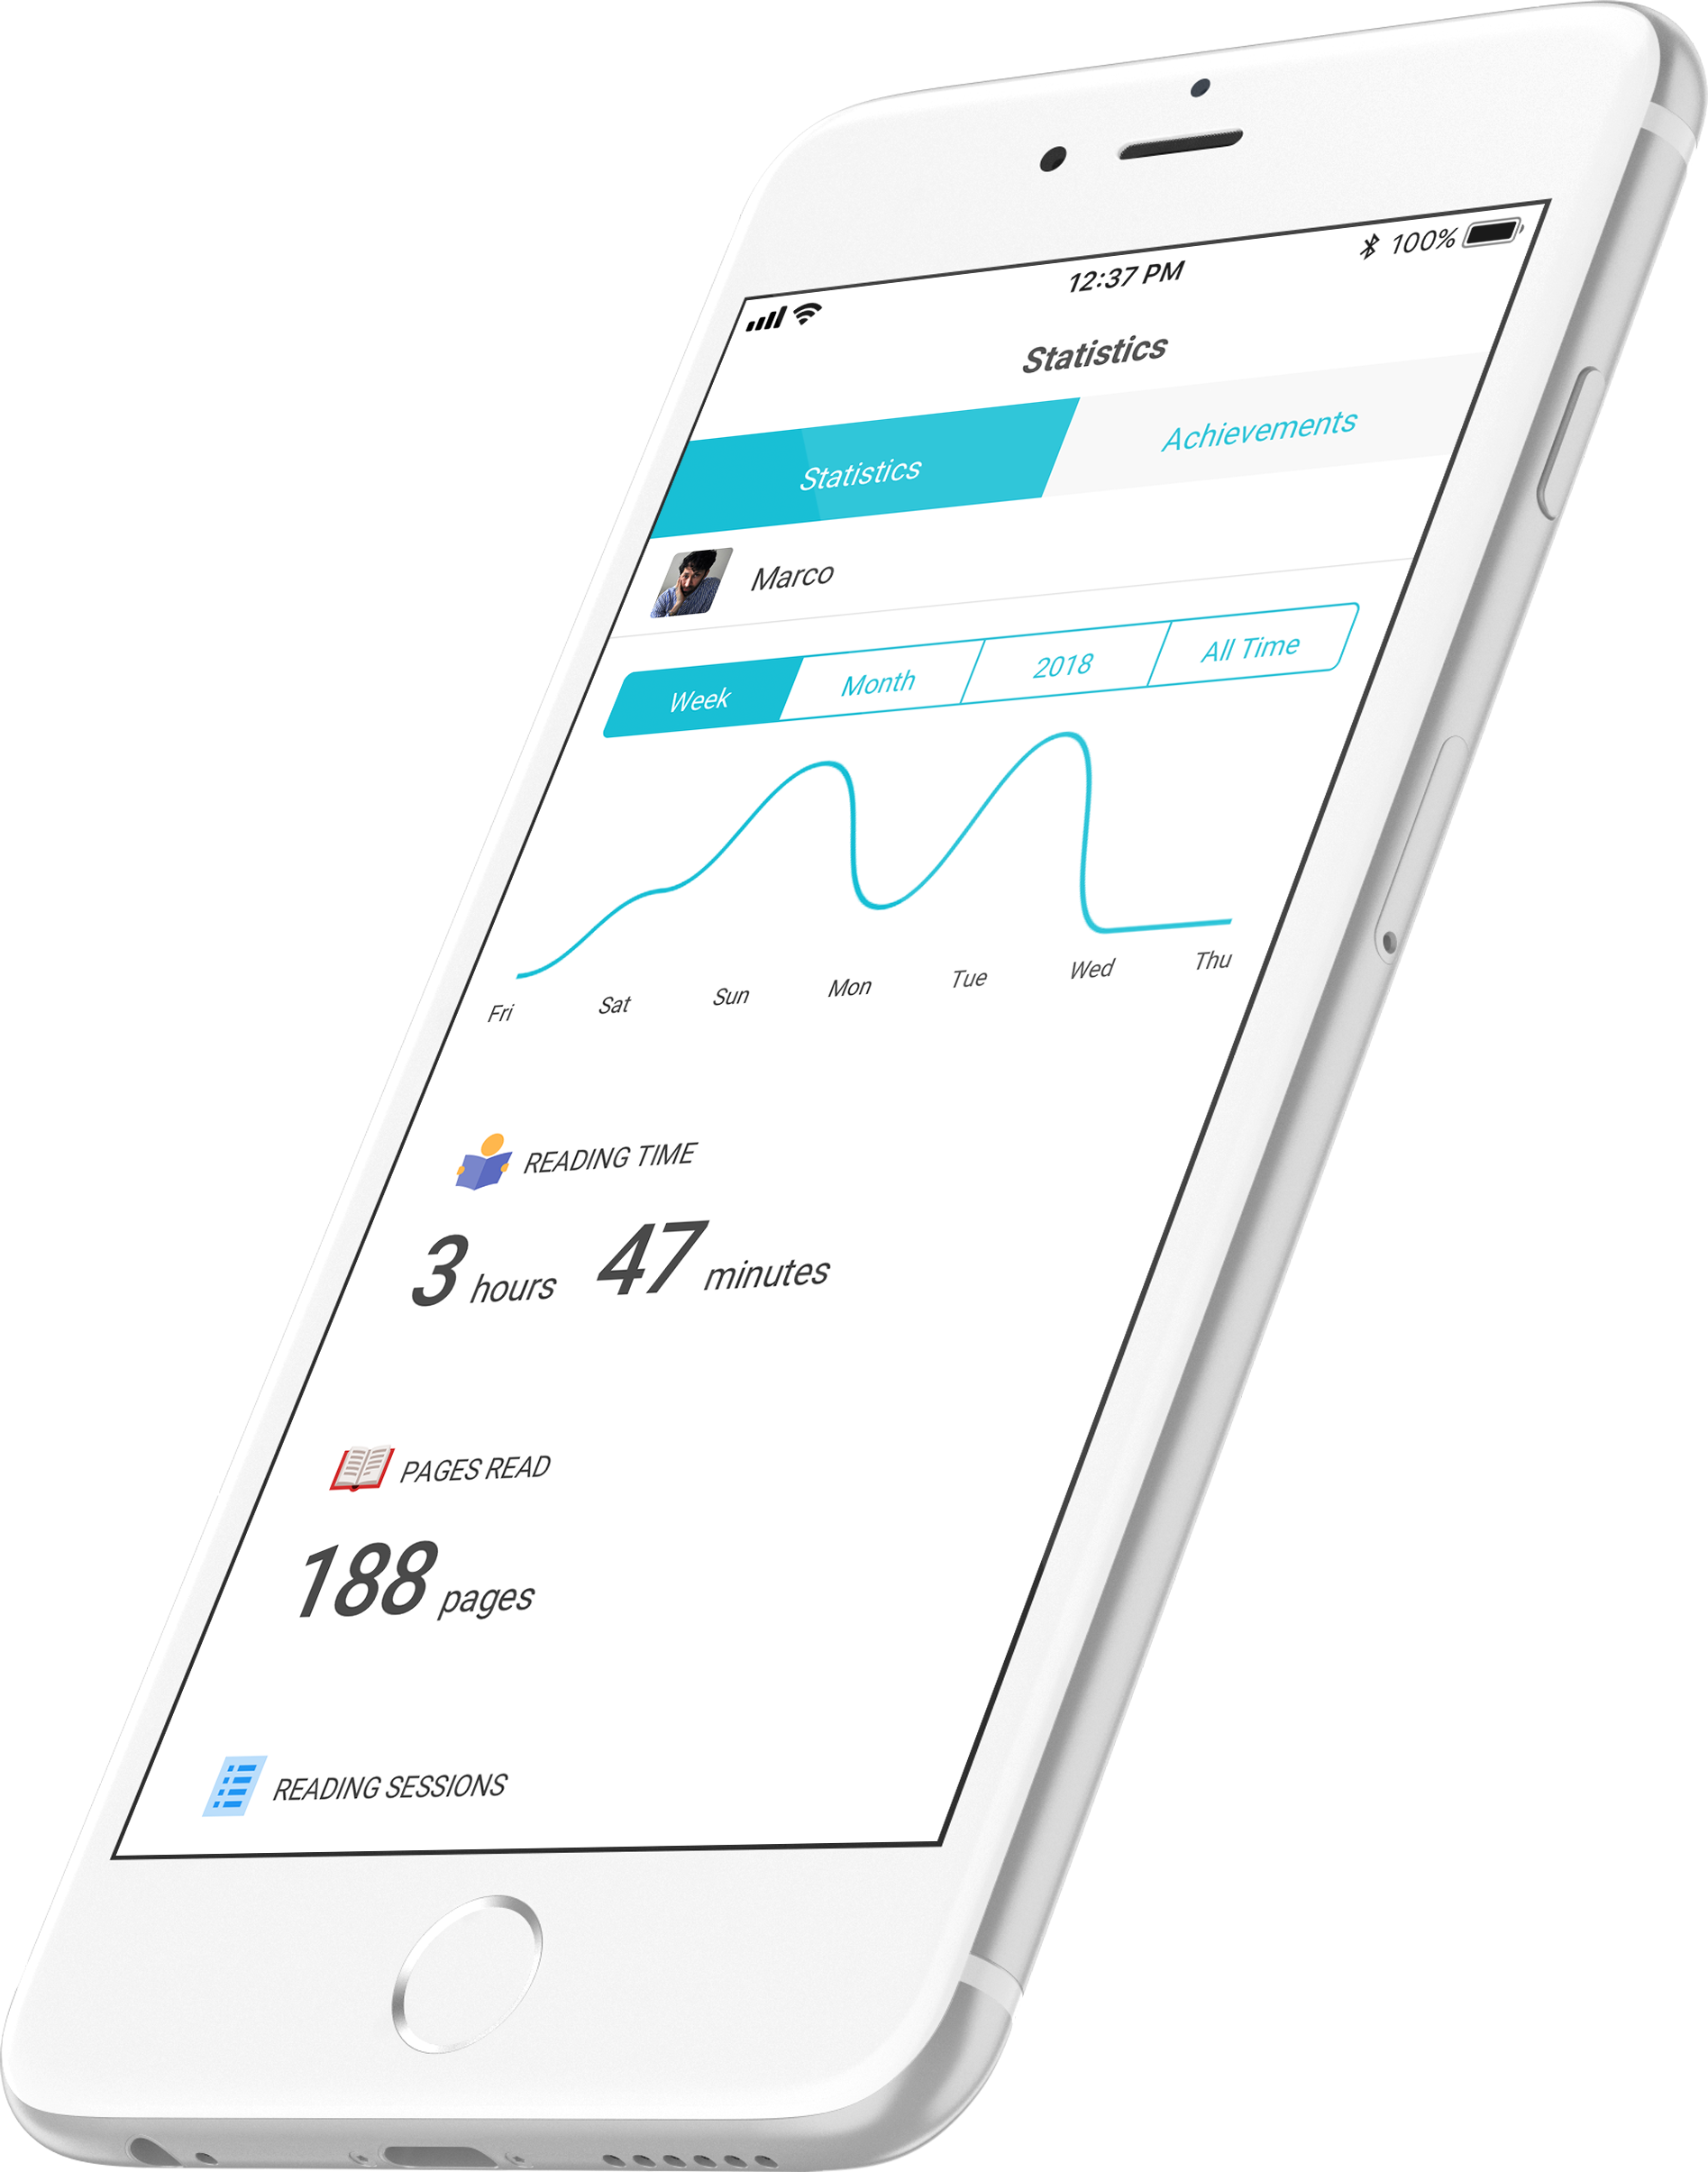 12:37 PM
100%
Statistics
Statistics Achievements
Marco
Week Month 2018 All Time
Fri Sat Sun Mon Tue Wed Thu
READING TIME
3 hours 47 minutes
PAGES READ
188 pages
READING SESSIONS